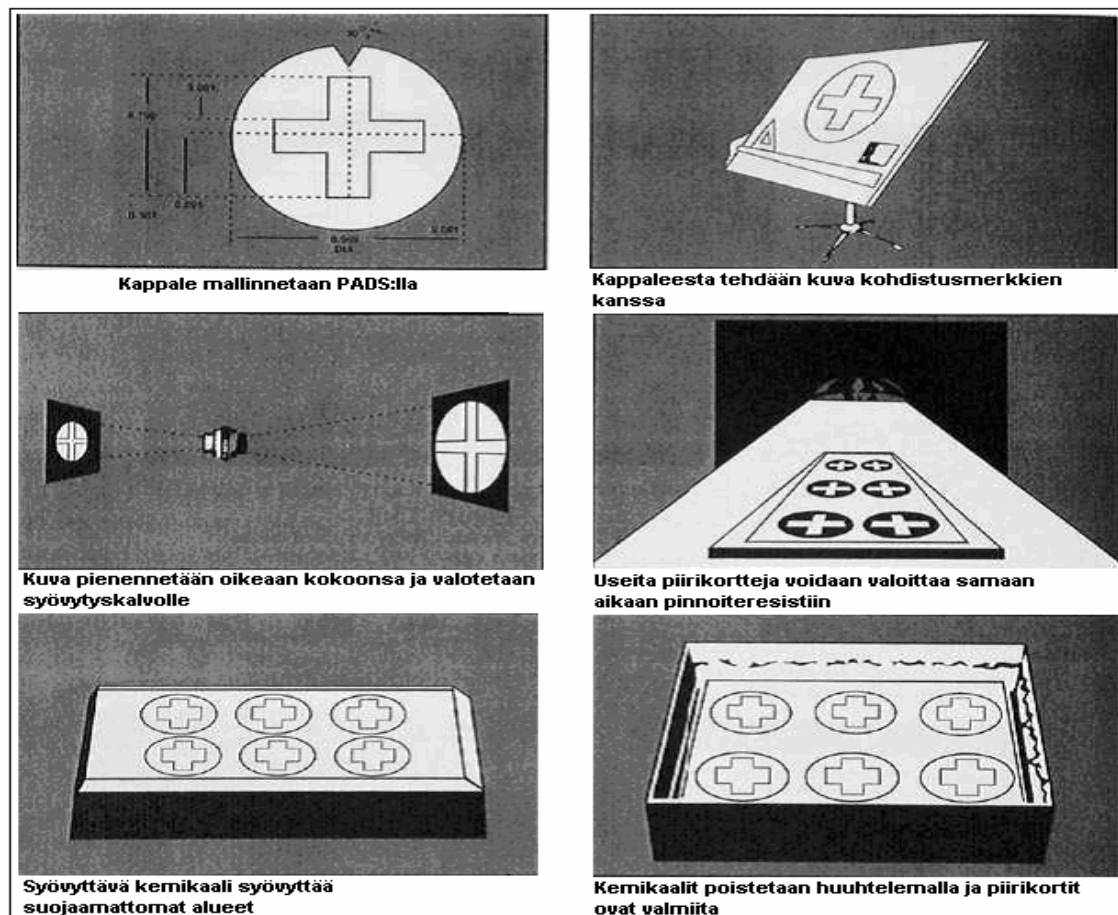 DIA
Kappale mallinnetaan PADS:lla
Kappaleesta tehdään kuva kohdistusmerkkien
kanssa
Kuva pienennetään oikeaan kokoonsa ja valotetaan
syövytyskalvolle
Useita piirikortteja voidaan valoittaa samaan
aikaan pinnoiteresistiin
Syövyttävä kemikaali syövyttää
suojaamattomat alueet
Kemikaalit poistetaan huuhtelemalla ja piirikortit
ovat valmiita